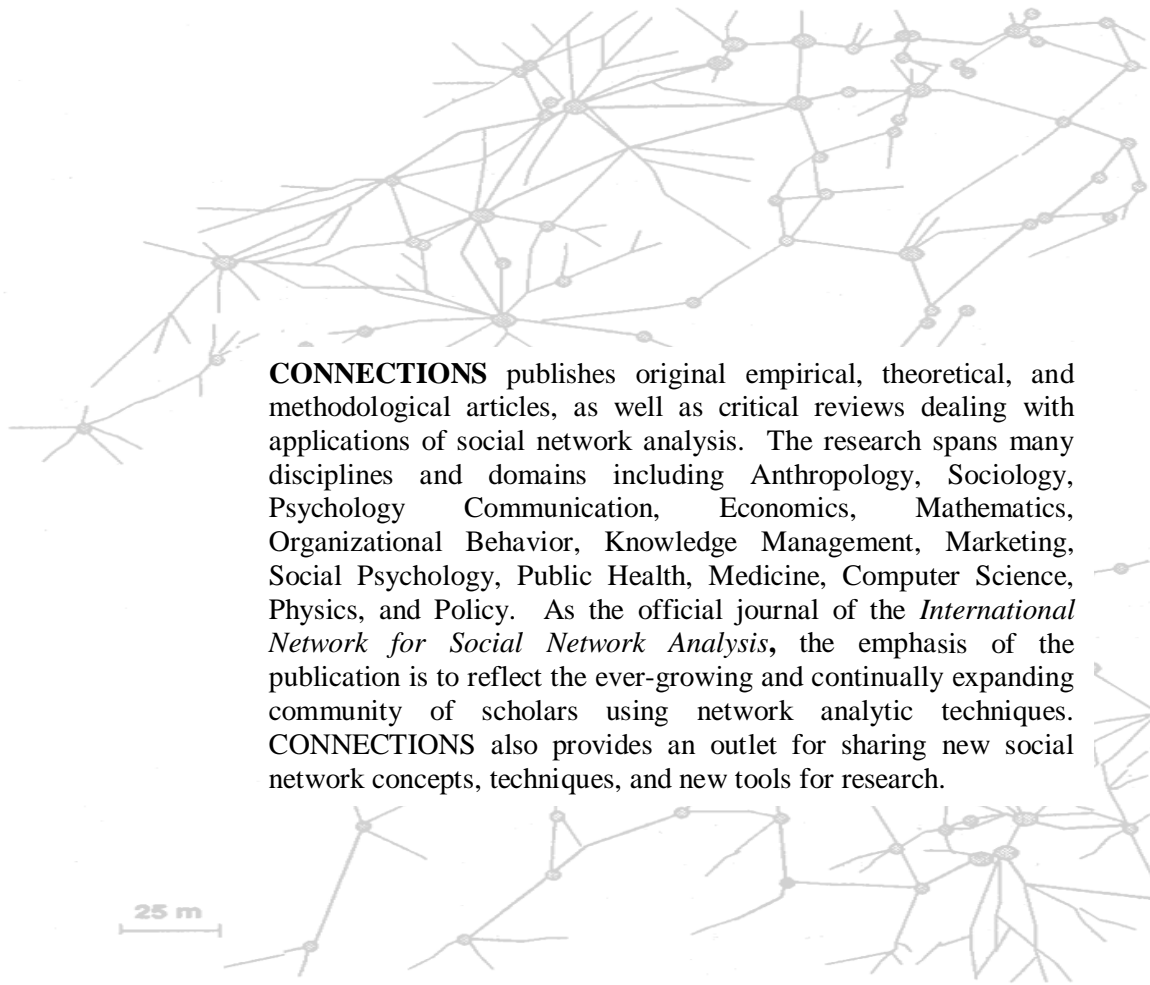 CONNECTIONS publishes original empirical, theoretical, and
methodological articles, as well as critical reviews dealing with
applications of social network analysis. The research spans many
disciplines and domains including Anthropology, Sociology,
Psychology Communication, Economics, Mathematics,
Organizational Behavior, Knowledge Management, Marketing,
Social Psychology, Public Health, Medicine, Computer Science,
Physics, and Policy. As the official journal of the International
Network for Social Network Analysis, the emphasis of the
publication is to reflect the ever-growing and continually expanding
community of scholars using network analytic techniques.
CONNECTIONS also provides an outlet for sharing new social
network concepts, techniques, and new tools for research.
25 m